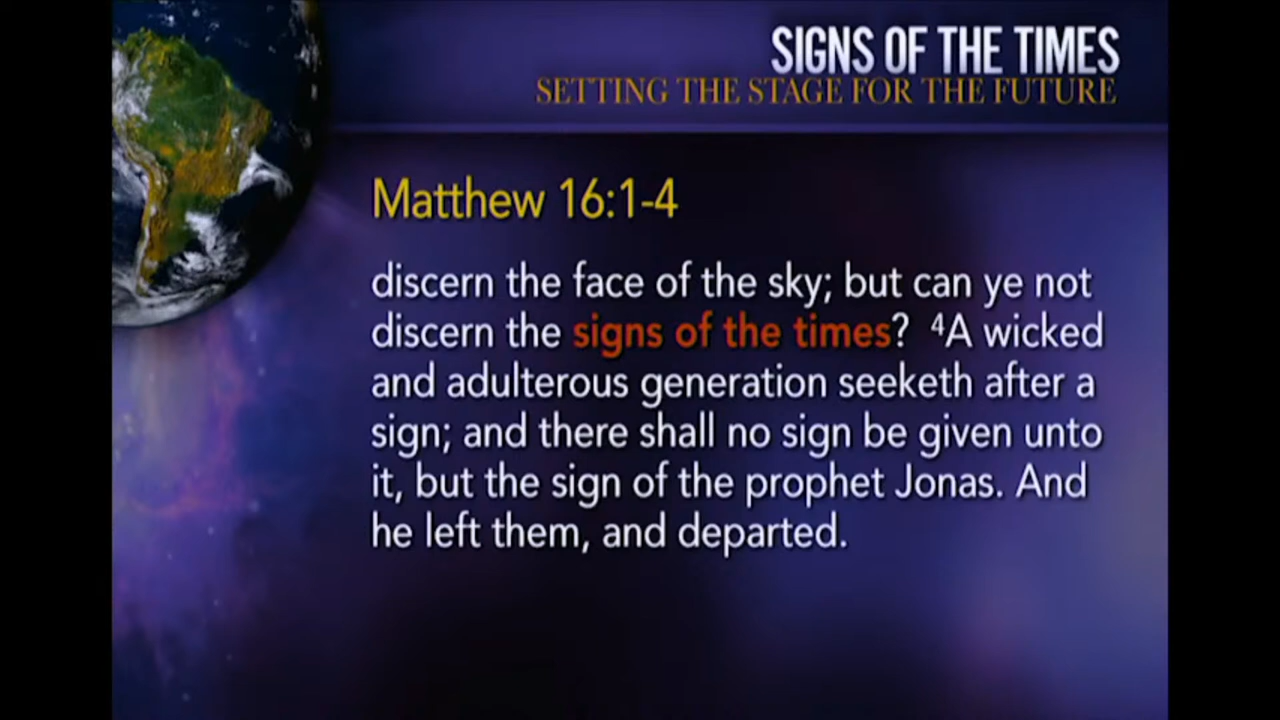 SIGNS OF THE TIMES
SETTING THE STAGE FOR THE FUTURE
Matthew 16:1-4
discern the face of the sky; but can ye not
discern the signs of the times? ⁴A wicked
and adulterous generation seeketh after a
sign; and there shall no sign be given unto
it, but the sign of the prophet Jonas. And
he left them, and departed.